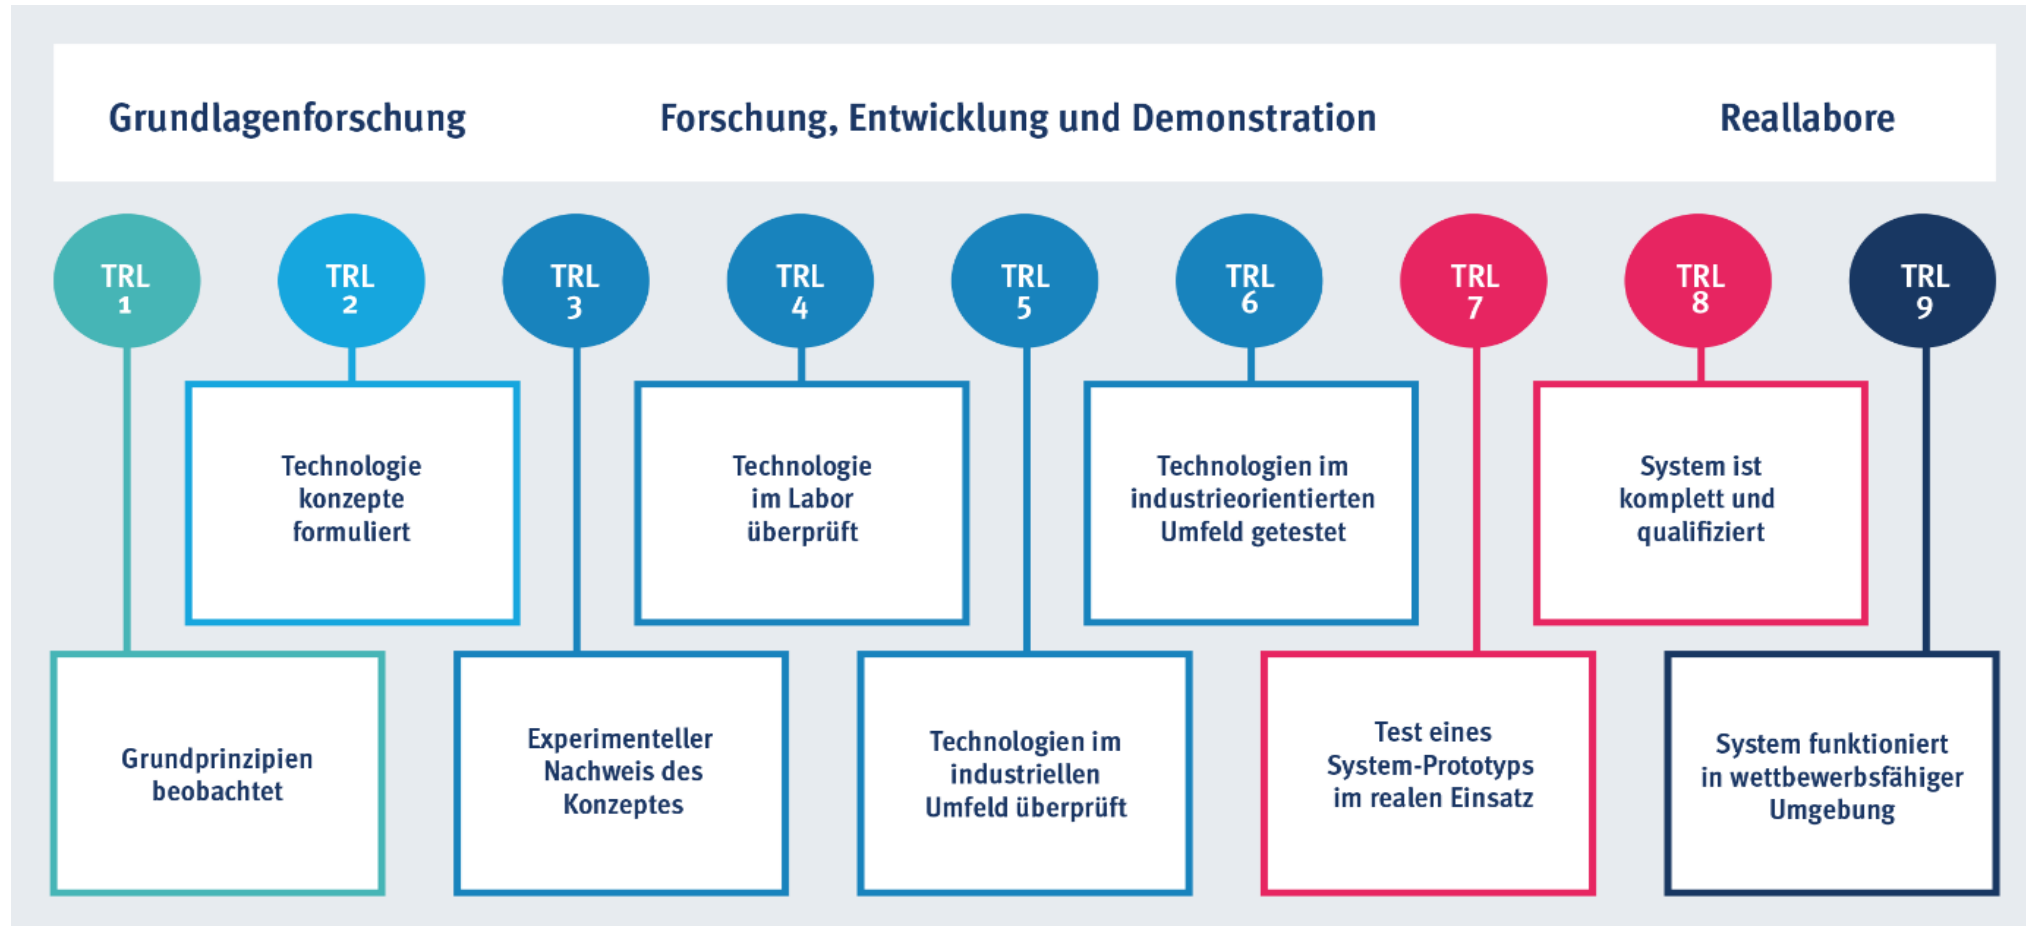 Grundlagenforschung
Forschung, Entwicklung und Demonstration
Reallabore
TRL
1
TRL
2
TRL
3
TRL
4
TRL
5
TRL
6
TRL
7
TRL
8
TRL
9
Technologie
konzepte
formuliert
Technologie
im Labor
überprüft
Technologien im
industrieorientierten
Umfeld getestet
System ist
komplett und
qualifiziert
Grundprinzipien
beobachtet
Experimenteller
Nachweis des
Konzeptes
Technologien im
industriellen
Umfeld überprüft
Test eines
System-Prototyps
im realen Einsatz
System funktioniert
in wettbewerbsfähiger
Umgebung